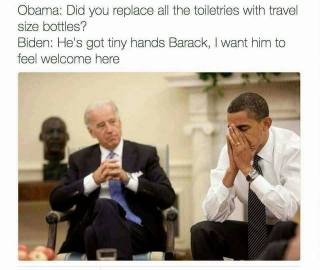 Obama: Did you replace all the toiletries with travel
size bottles?
Biden: He's got tiny hands Barack, I want him to
feel welcome here